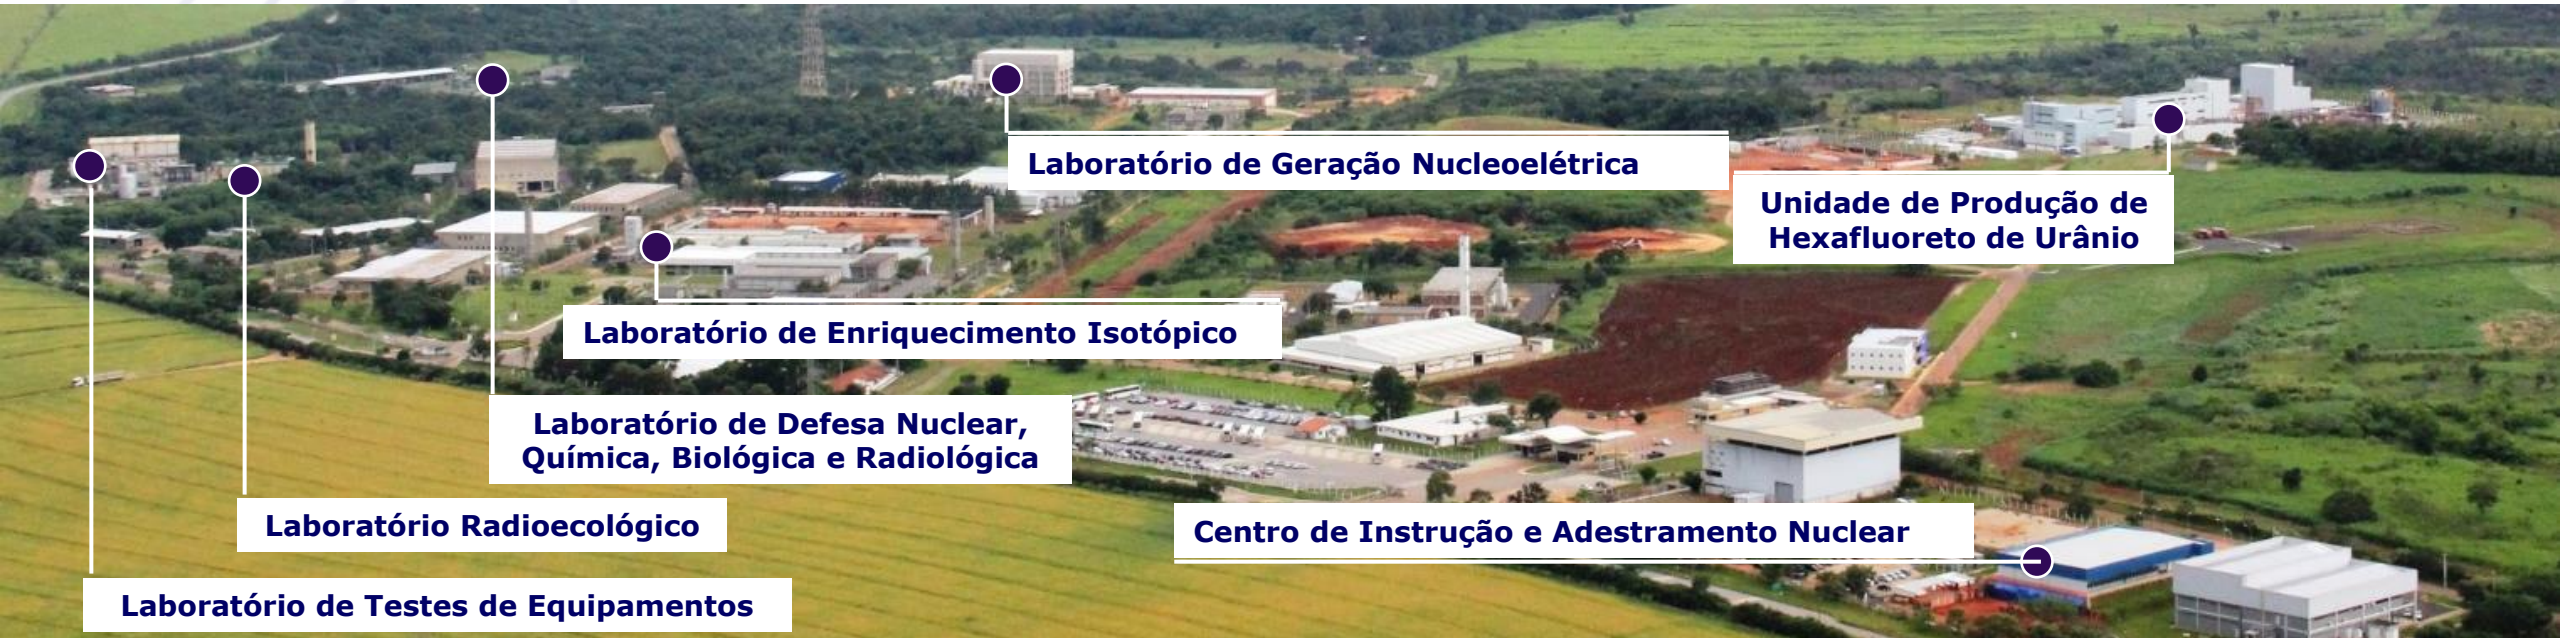 Laboratório de Geração Nucleoelétrica
Unidade de Produção de
Hexafluoreto de Urânio
Laboratório de Enriquecimento Isotópico
Laboratório de Defesa Nuclear,
Química, Biológica e Radiológica
Laboratório Radioecológico
Centro de Instrução e Adestramento Nuclear
Laboratório de Testes de Equipamentos